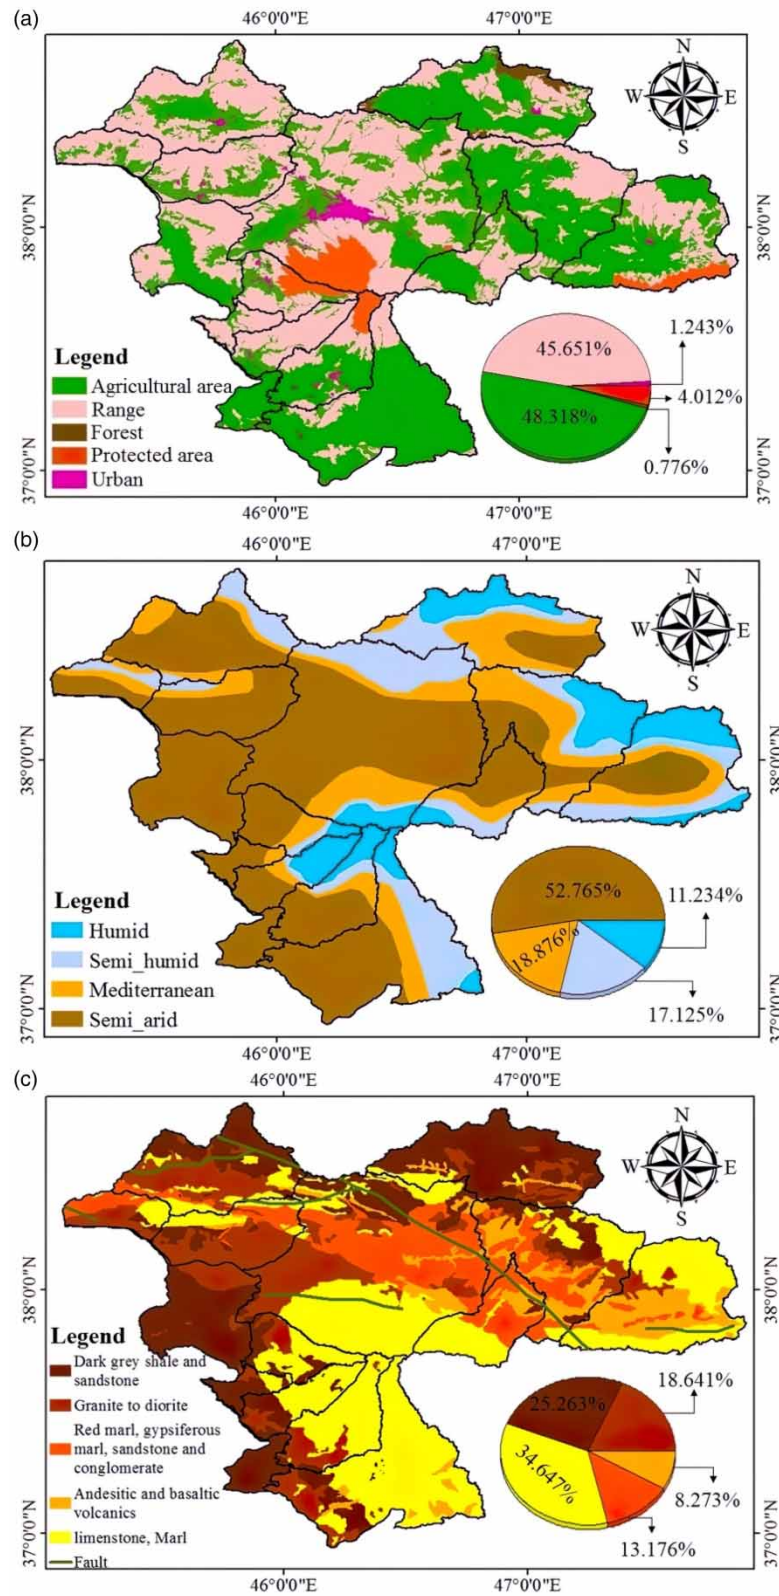 (a)
46°0'0"E
47°0'0"E
N
W
E
S
38°0'0"N
38°0'0"N
1.243%
45.651%
4.012%
48.318%
0.776%
Legend
Agricultural area
Range
Forest
Protected area
Urban
37°0'0"N
37°0'0"N
(b)
46°0'0"E
47°0'0"E
N
W
E
S
38°0'0"N
38°0'0"N
52.765%
11.234%
18.876%
17.125%
Legend
Humid
Semi_humid
Mediterranean
Semi_arid
37°0'0"N
37°0'0"N
46°0'0"E
47°0'0"E
(c)
46°0'0"E
47°0'0"E
N
W
E
S
38°0'0"N
38°0'0"N
Legend
Dark grey shale and
sandstone
Granite to diorite
Red marl, gypsiferous
marl, sandstone and
conglomerate
Andesitic and basaltic
volcanics
limenstone, Marl
Fault
18.641%
25.263%
34.647%
8.273%
13.176%
37°0'0"N
37°0'0"N